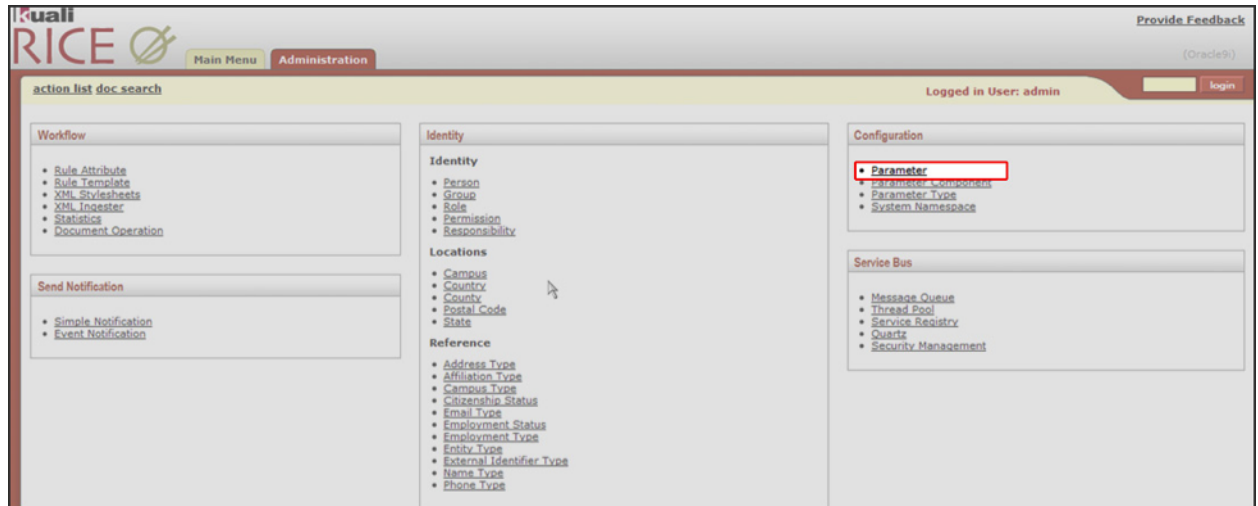 Kuali
RICE
Provide Feedback
Main Menu
Administration
(Oracle9i)
action list doc search
Logged in User: admin
login
Workflow
Rule Attribute
Rule Template
XML Stylesheets
XML Ingester
Statistics
Document Operation
Send Notification
Simple Notification
Event Notification
Identity
Identity
Person
Group
Role
Permission
Responsibility
Locations
Campus
Country
County
Postal Code
State
Reference
Address Type
Affiliation Type
Campus Type
Citizenship Status
Email Type
Employment Status
Employment Type
Entity Type
External Identifier Type
Name Type
Phone Type
Configuration
Parameter
Parameter Component
Parameter Type
System Namespace
Service Bus
Message Queue
Thread Pool
Service Registry
Quartz
Security Management